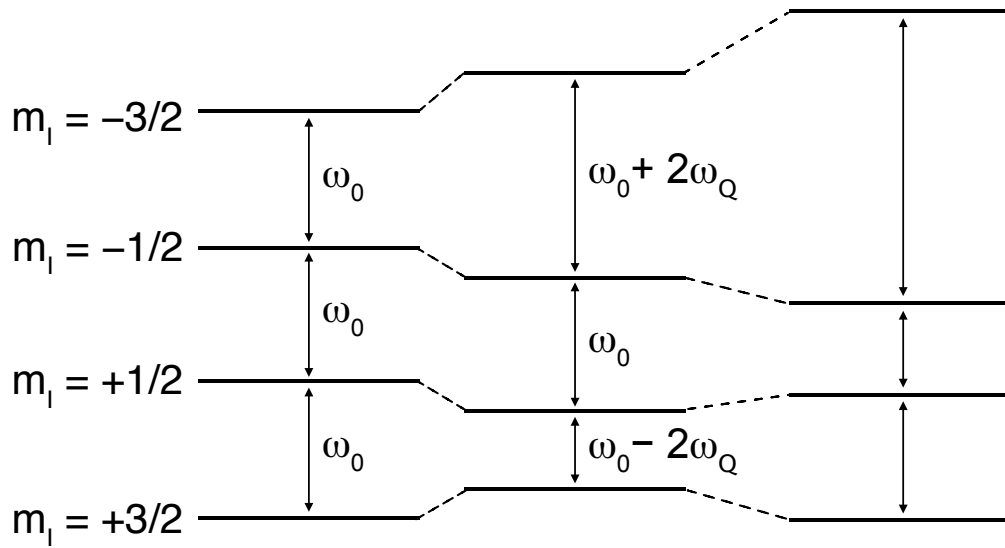 m_I = −3/2
ω_0
ω_0 + 2ω_Q
m_I = −1/2
ω_0
ω_0
m_I = +1/2
ω_0
ω_0 − 2ω_Q
m_I = +3/2